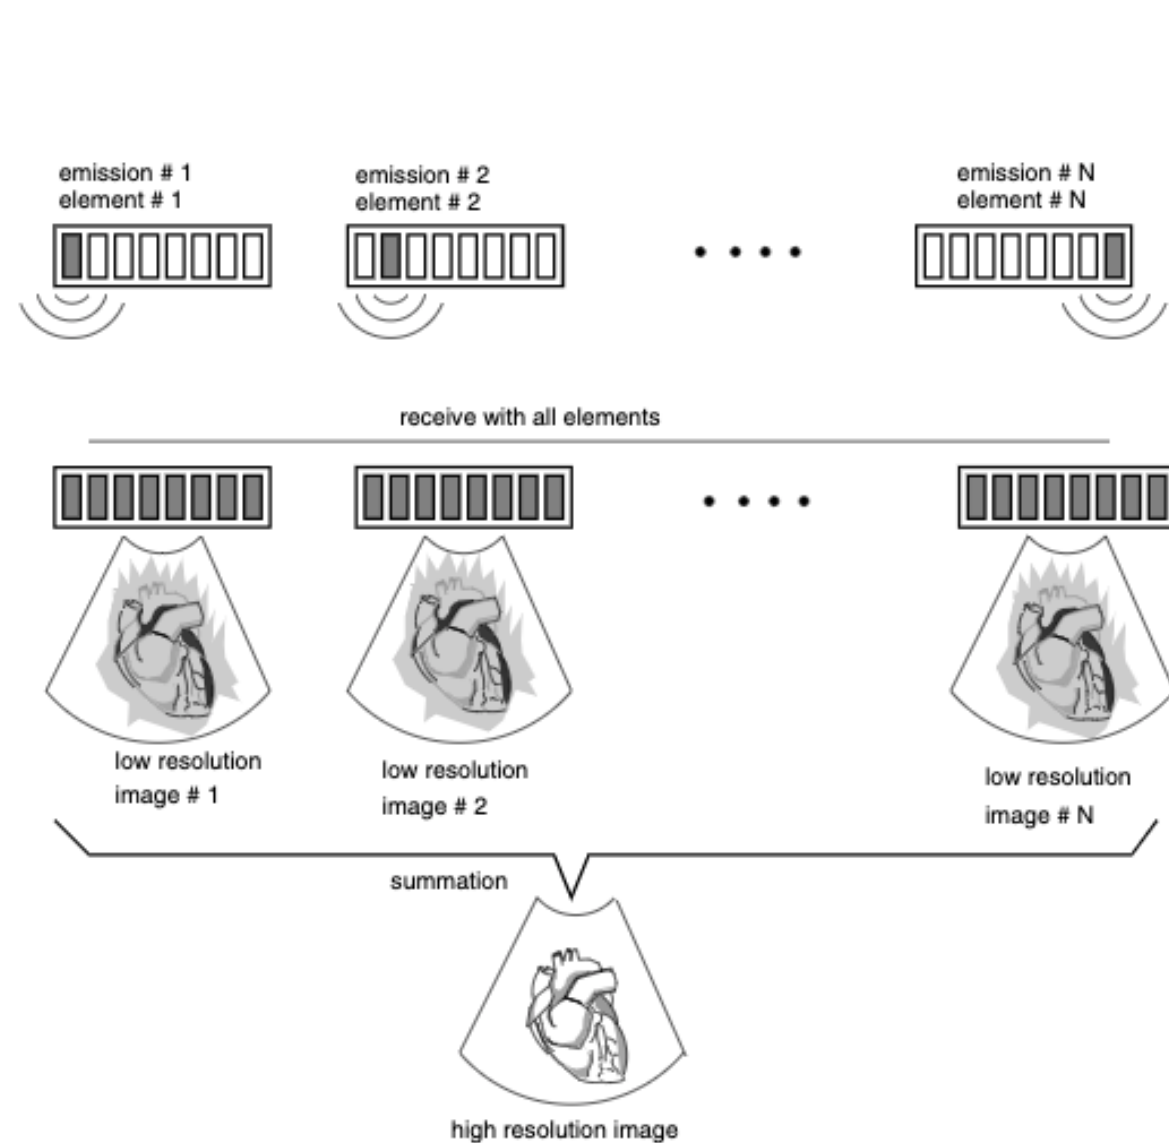 emission # 1
element # 1
emission # 2
element # 2
emission # N
element # N
receive with all elements
low resolution
image # 1
low resolution
image # 2
low resolution
image # N
summation
high resolution image